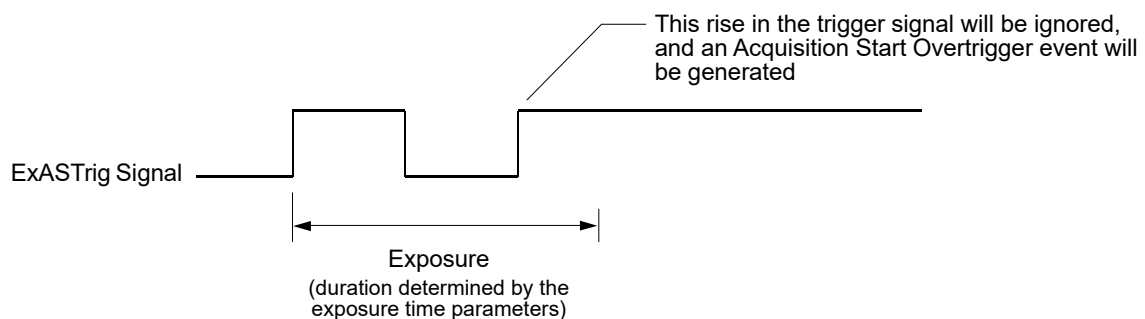 This rise in the trigger signal will be ignored,
and an Acquisition Start Overtrigger event will
be generated
ExASTrig Signal
Exposure
(duration determined by the
exposure time parameters)